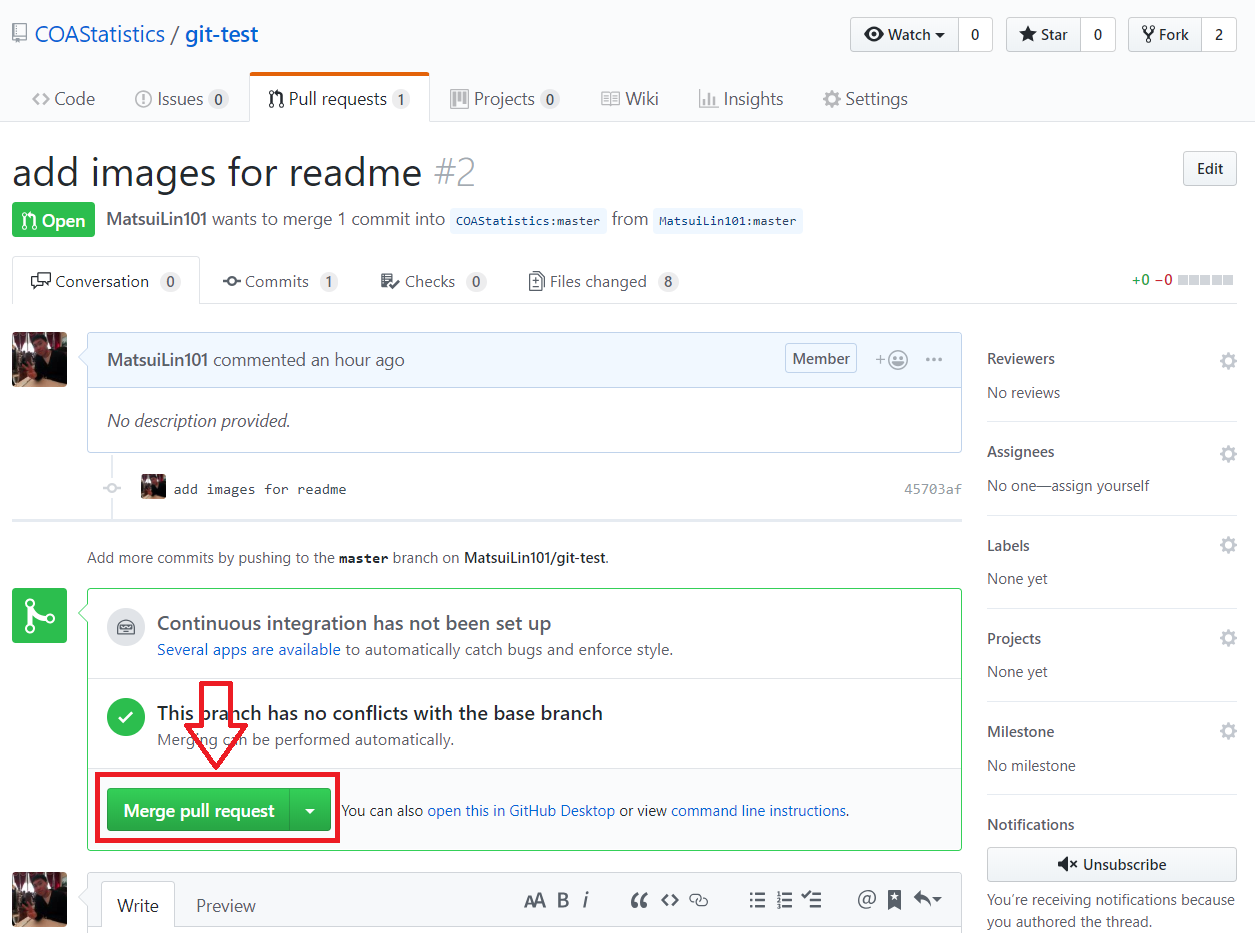 COAStatistics / git-test
Watch 0 Star 0 Fork 2
Code Issues 0 Pull requests 1 Projects 0 Wiki Insights Settings
add images for readme #2
Edit
Open MatsuiLin101 wants to merge 1 commit into COAStatistics:master from MatsuiLin101:master
Conversation 0 Commits 1 Checks 0 Files changed 8
+0 −0
MatsuiLin101 commented an hour ago
Member
No description provided.
add images for readme 45703af
Add more commits by pushing to the master branch on MatsuiLin101/git-test.
Continuous integration has not been set up
Several apps are available to automatically catch bugs and enforce style.
This branch has no conflicts with the base branch
Merging can be performed automatically.
Merge pull request
You can also open this in GitHub Desktop or view command line instructions.
Write Preview
AA B i
Reviewers
No reviews
Assignees
No one—assign yourself
Labels
None yet
Projects
None yet
Milestone
No milestone
Notifications
Unsubscribe
You’re receiving notifications because
you authored the thread.